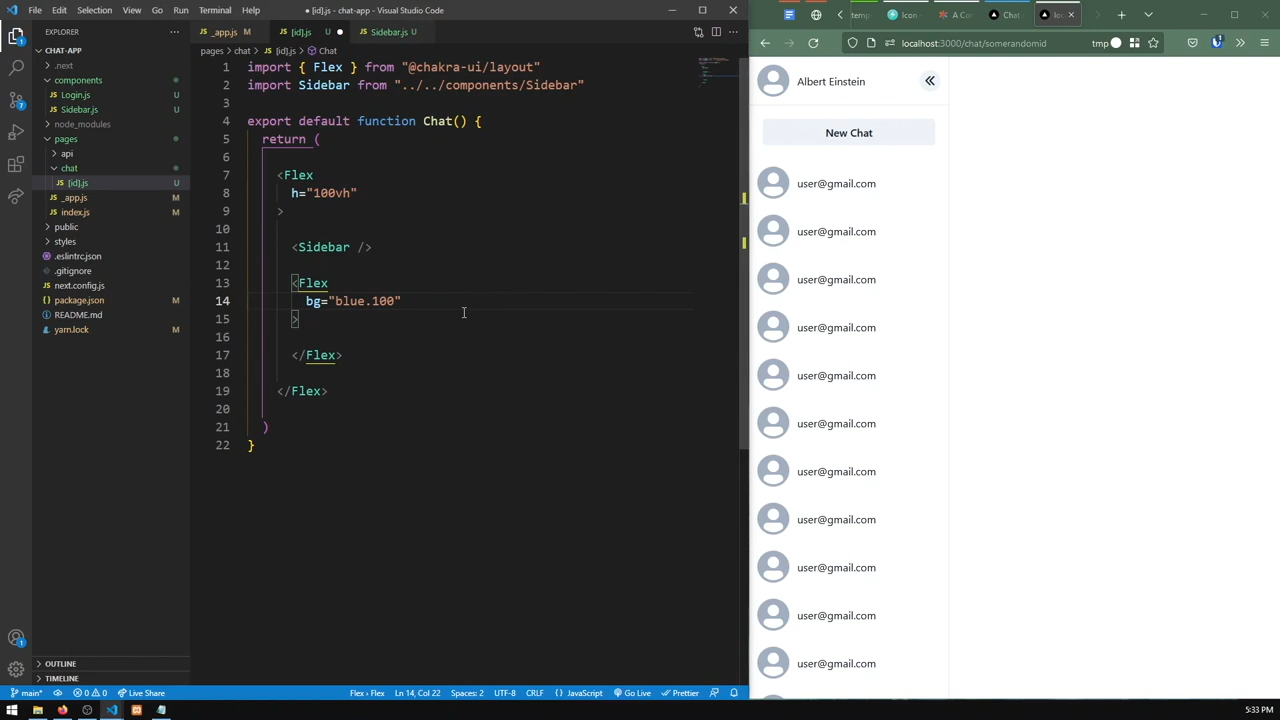 File Edit Selection View Go Run Terminal Help
● [id].js - chat-app - Visual Studio Code
EXPLORER
CHAT-APP
.next
components
Login.js U
Sidebar.js U
node_modules
pages
api
chat
[id].js U
_app.js M
index.js M
public
styles
.eslintrc.json
.gitignore
next.config.js
package.json M
README.md
yarn.lock M
OUTLINE
TIMELINE
_app.js M
[id].js U
Sidebar.js U
pages > chat > [id].js > Chat
1 import { Flex } from "@chakra-ui/layout"
2 import Sidebar from "../../components/Sidebar"
3
4 export default function Chat() {
5 return (
6
7 <Flex
8 h="100vh"
9 >
10
11 <Sidebar />
12
13 <Flex
14 bg="blue.100"
15 >
16
17 </Flex>
18
19 </Flex>
20
21 )
22 }
main* 0 0 Live Share
Flex > Flex Ln 14, Col 22 Spaces: 2 UTF-8 CRLF JavaScript Go Live Prettier
temp Icon A Co Chat loc
localhost:3000/chat/somerandomid tmp
Albert Einstein
New Chat
user@gmail.com
user@gmail.com
user@gmail.com
user@gmail.com
user@gmail.com
user@gmail.com
user@gmail.com
user@gmail.com
user@gmail.com
user@gmail.com
user@gmail.com
5:33 PM